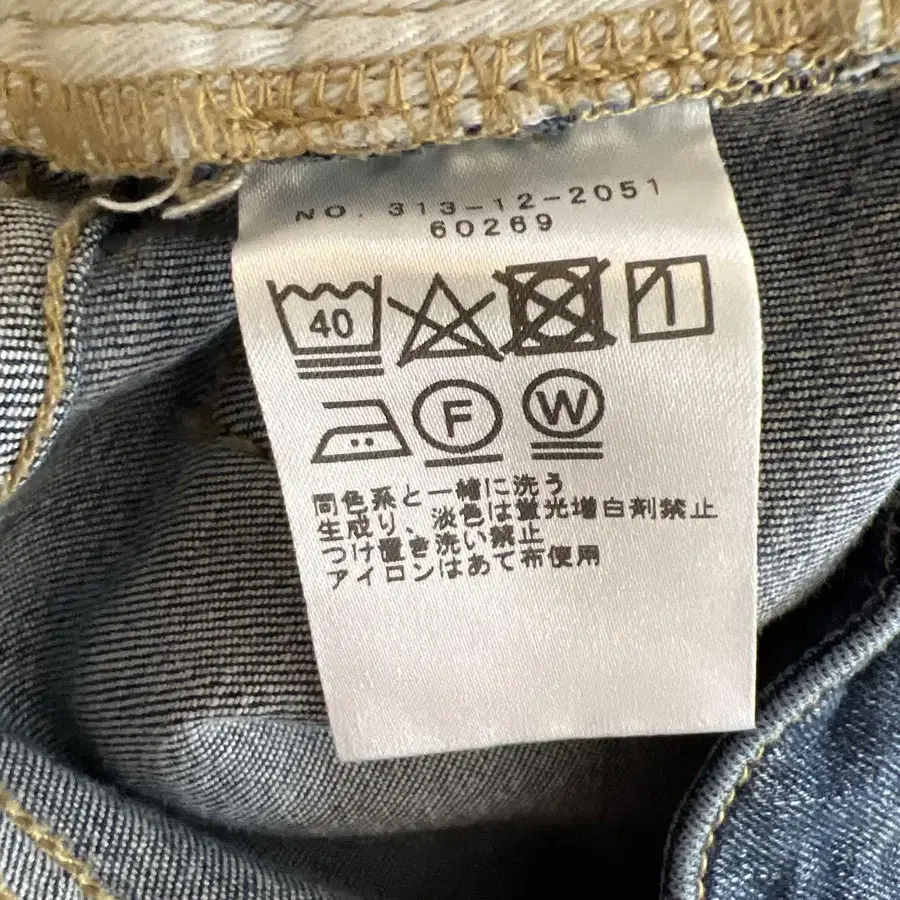 NO. 313-12-2051
60269
40
F W
同色系と一緒に洗う
生成り、淡色は蛍光増白剤禁止
つけ置き洗い禁止
アイロンはあて布使用